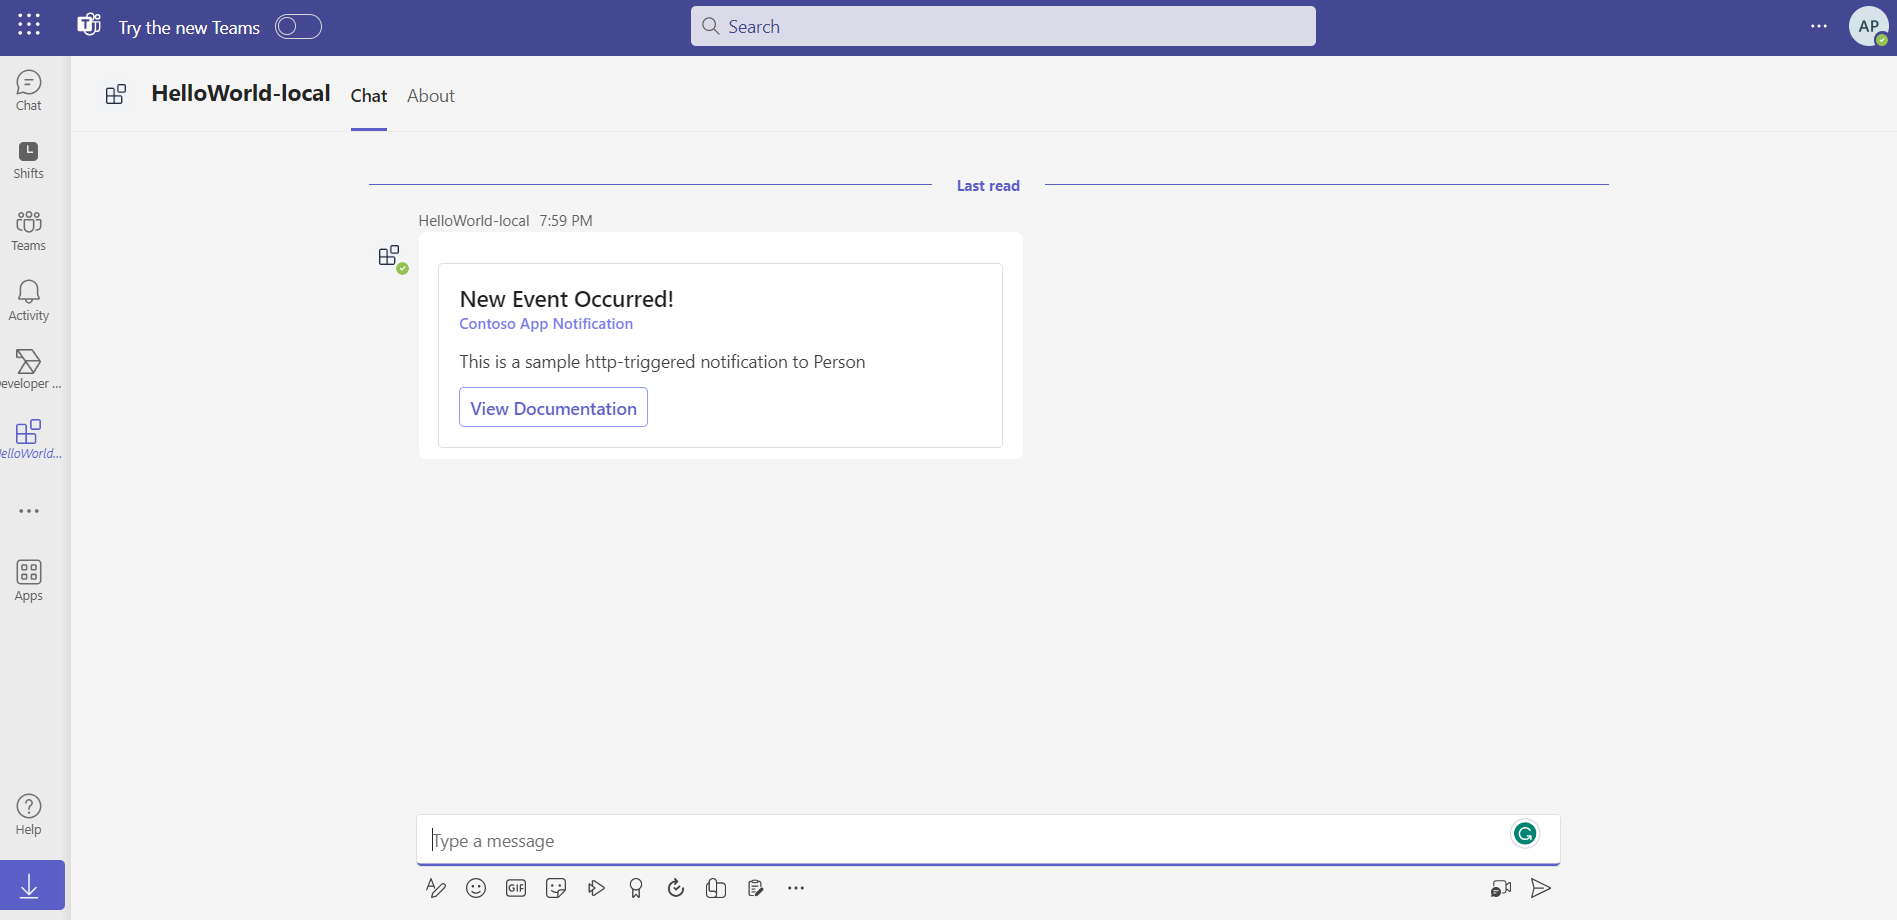 Try the new Teams
Search
AP
Chat
Shifts
Teams
Activity
eveloper ...
elloWorld...
Apps
Help
HelloWorld-local Chat About
Last read
HelloWorld-local 7:59 PM
New Event Occurred!
Contoso App Notification
This is a sample http-triggered notification to Person
View Documentation
Type a message
GIF